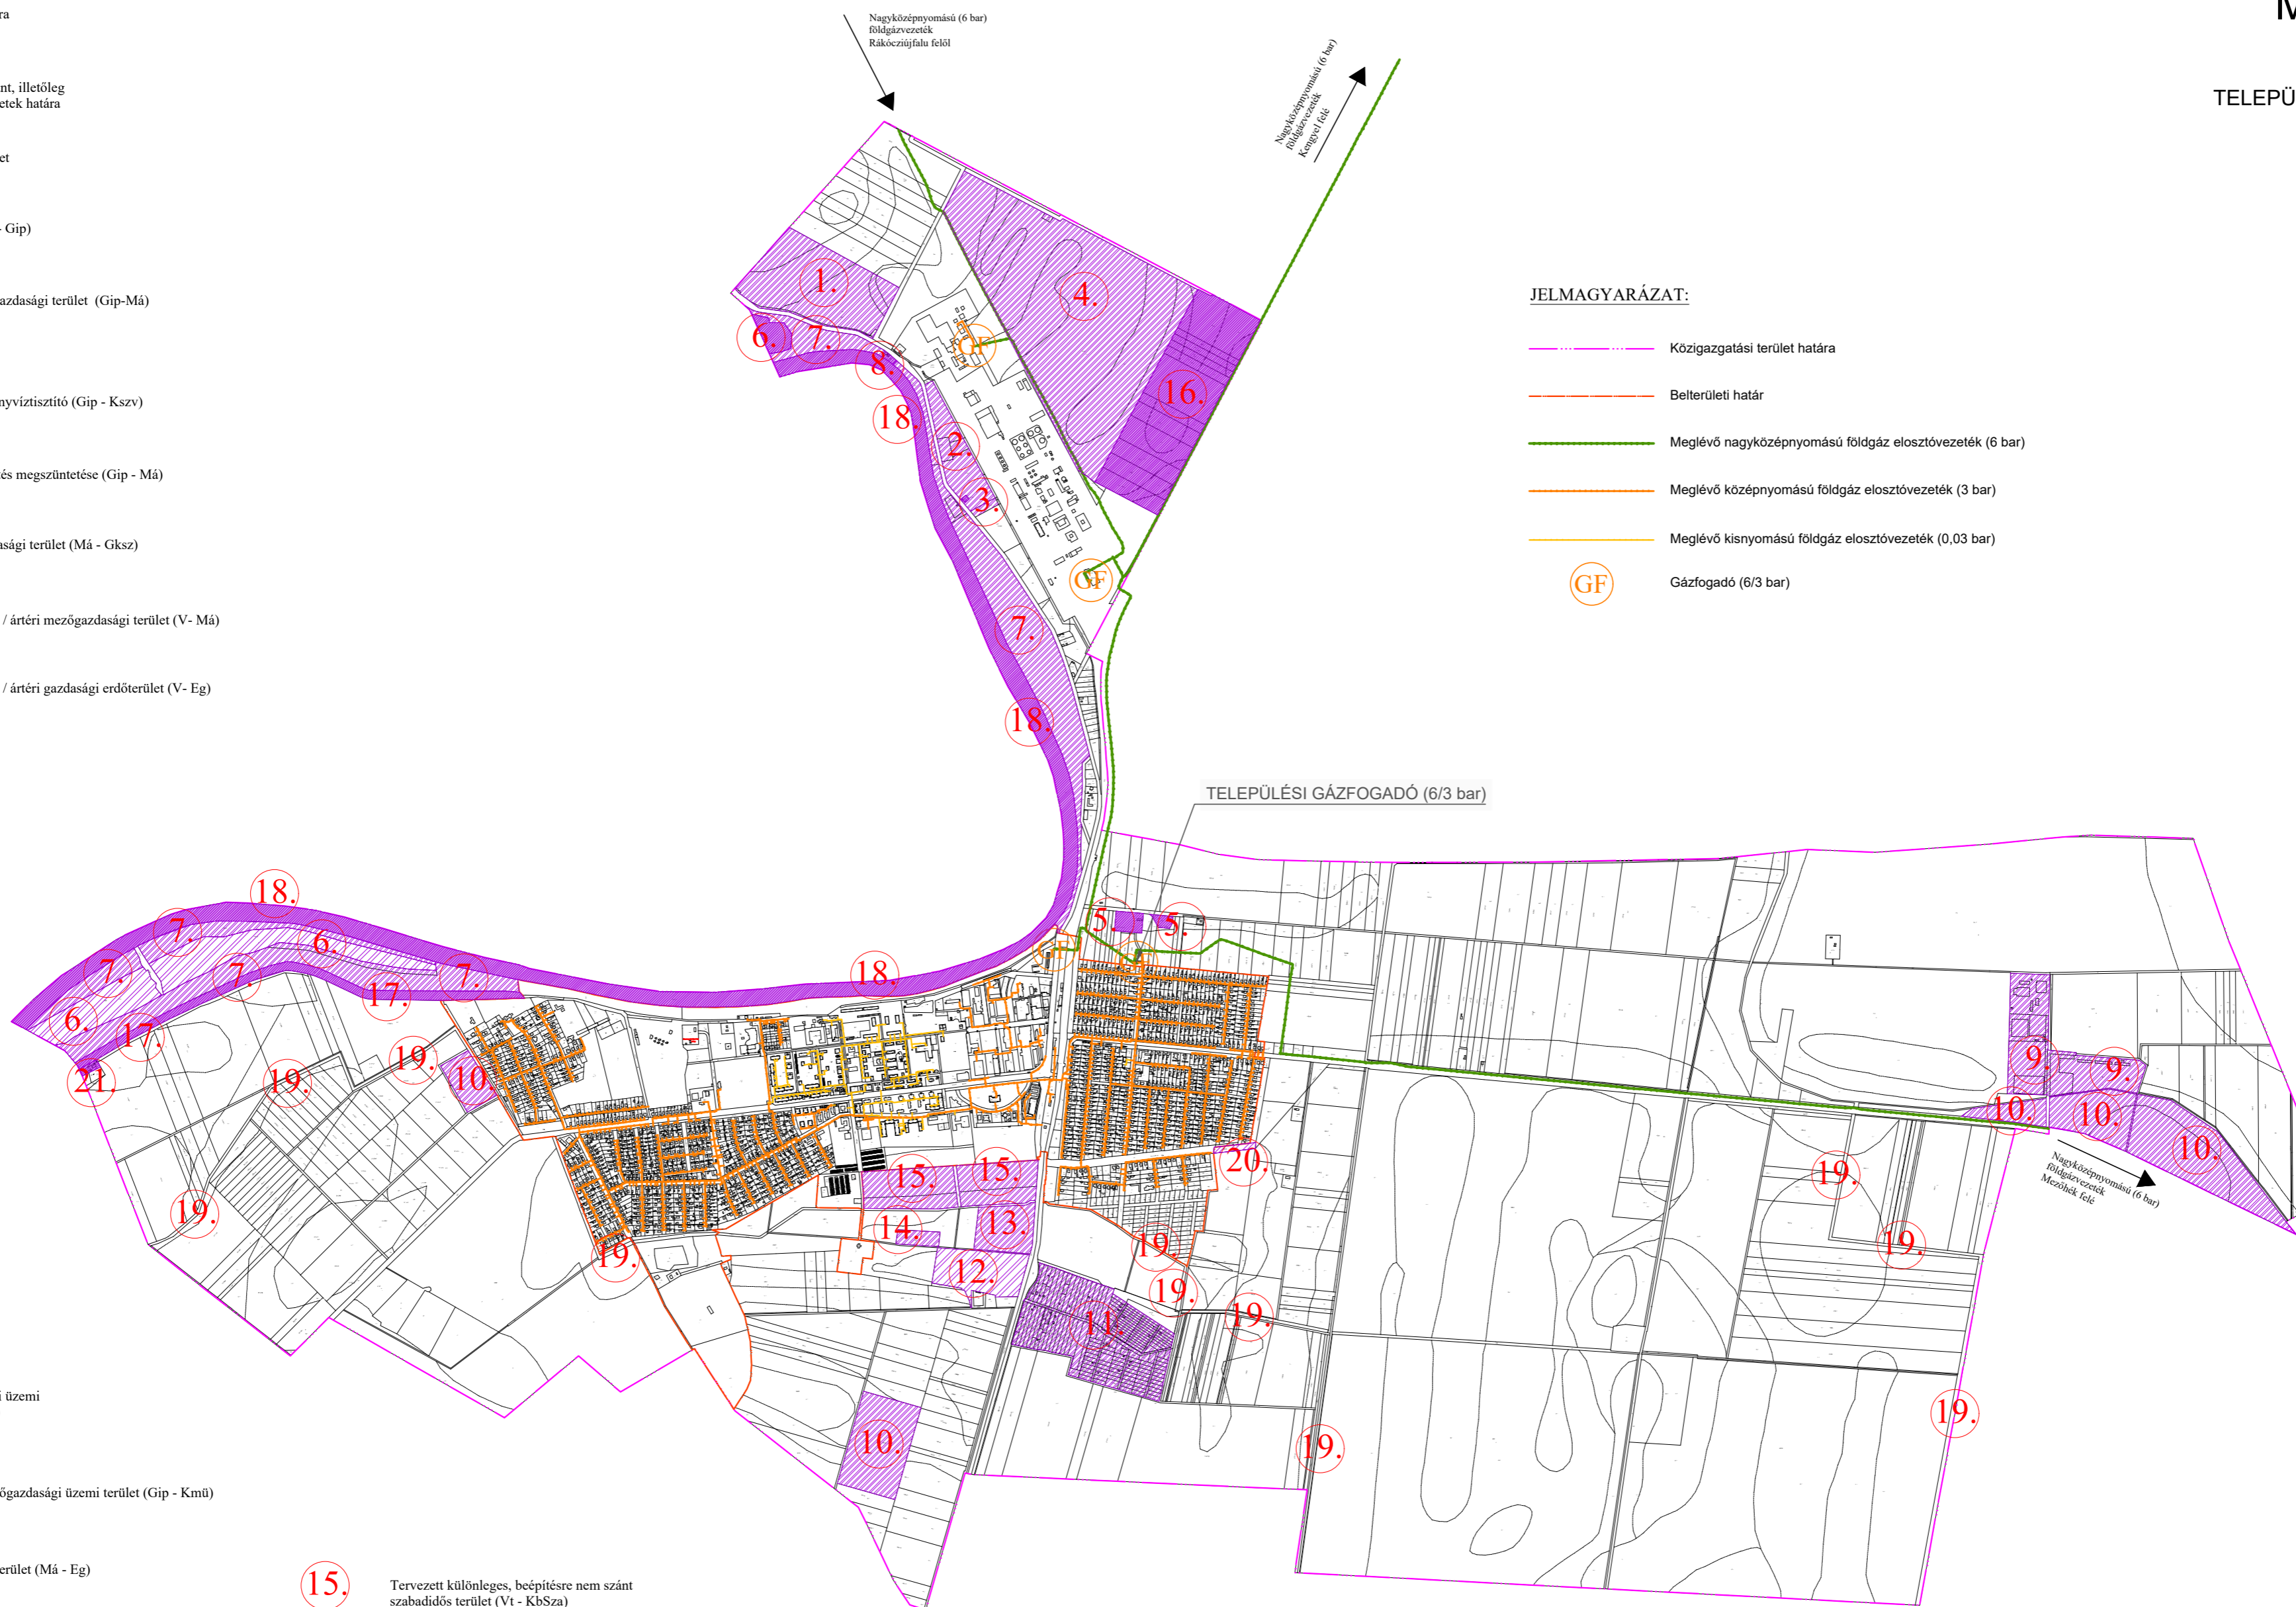 ra
M
TELEPÜ
Nagyközépnyomású (6 bar)
földgázvezeték
Rákócziújfalu felől
Nagyközépnyomású (6 bar)
földgázvezeték
Kengyel felé
nt, illetőleg
etek határa
et
- Gip)
azdasági terület (Gip-Má)
nyvíztisztító (Gip - Kszv)
és megszüntetése (Gip - Má)
asági terület (Má - Gksz)
/ ártéri mezőgazdasági terület (V- Má)
/ ártéri gazdasági erdőterület (V- Eg)
JELMAGYARÁZAT:
Közigazgatási terület határa
Belterületi határ
Meglévő nagyközépnyomású földgáz elosztóvezeték (6 bar)
Meglévő középnyomású földgáz elosztóvezeték (3 bar)
Meglévő kisnyomású földgáz elosztóvezeték (0,03 bar)
GF
Gázfogadó (6/3 bar)
1.
4.
6.
7.
GF
8.
16.
18.
2.
3.
GF
7.
18.
TELEPÜLÉSI GÁZFOGADÓ (6/3 bar)
18.
7.
6.
7.
7.
7.
17.
6.
17.
21.
19.
19.
10.
19.
18.
5.
5.
GF
GF
9.
9.
10.
10.
10.
Nagyközépnyomású (6 bar)
földgázvezeték
Mezőhék felé
15.
15.
20.
19.
14.
13.
19.
19.
19.
12.
19.
19.
11.
10.
19.
19.
i üzemi
őgazdasági üzemi terület (Gip - Kmü)
erület (Má - Eg)
15.
Tervezett különleges, beépítésre nem szánt
szabadidős terület (Vt - KbSza)